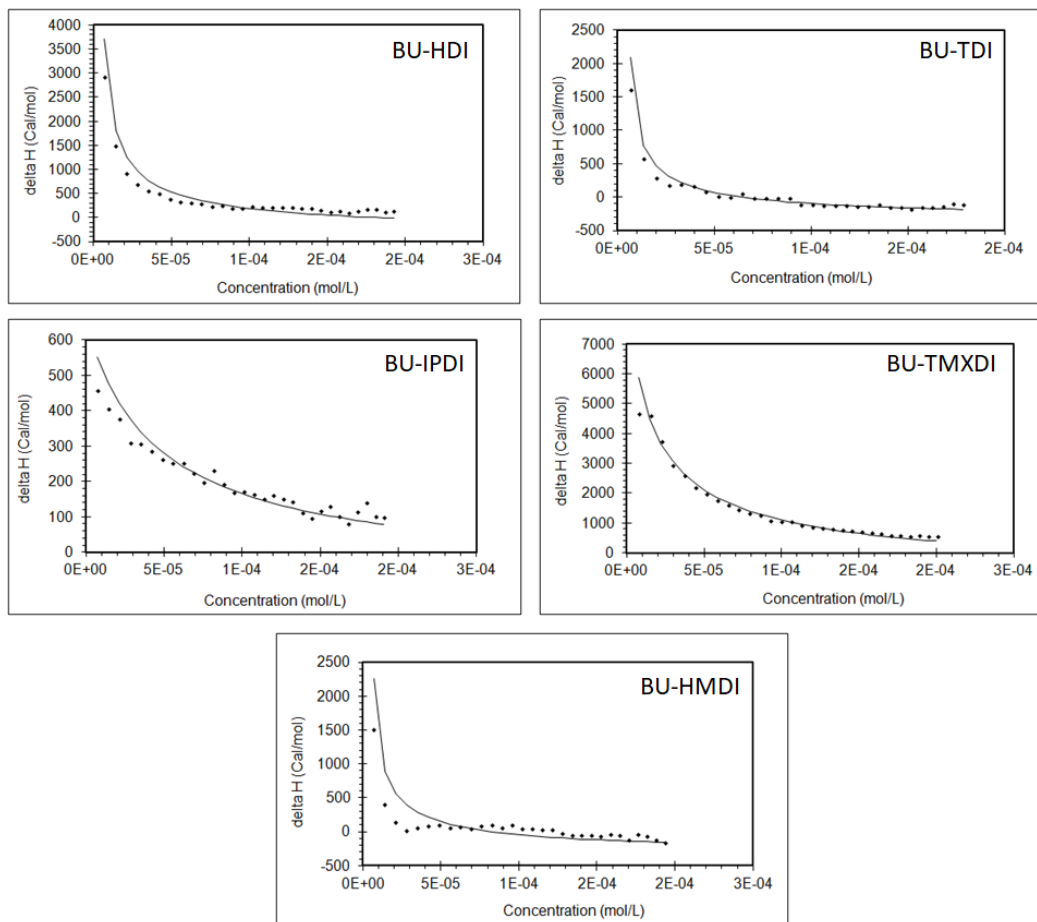 BU-HDI
4000
3500
3000
2500
2000
1500
1000
500
0
-500
delta H (Cal/mol)
0E+00 5E-05 1E-04 2E-04 2E-04 3E-04
Concentration (mol/L)
BU-TDI
2500
2000
1500
1000
500
0
-500
delta H (Cal/mol)
0E+00 5E-05 1E-04 2E-04 2E-04
Concentration (mol/L)
BU-IPDI
600
500
400
300
200
100
0
delta H (Cal/mol)
0E+00 5E-05 1E-04 2E-04 2E-04 3E-04
Concentration (mol/L)
BU-TMXDI
7000
6000
5000
4000
3000
2000
1000
0
delta H (Cal/mol)
0E+00 5E-05 1E-04 2E-04 2E-04 3E-04
Concentration (mol/L)
BU-HMDI
2500
2000
1500
1000
500
0
-500
delta H (Cal/mol)
0E+00 5E-05 1E-04 2E-04 2E-04 3E-04
Concentration (mol/L)